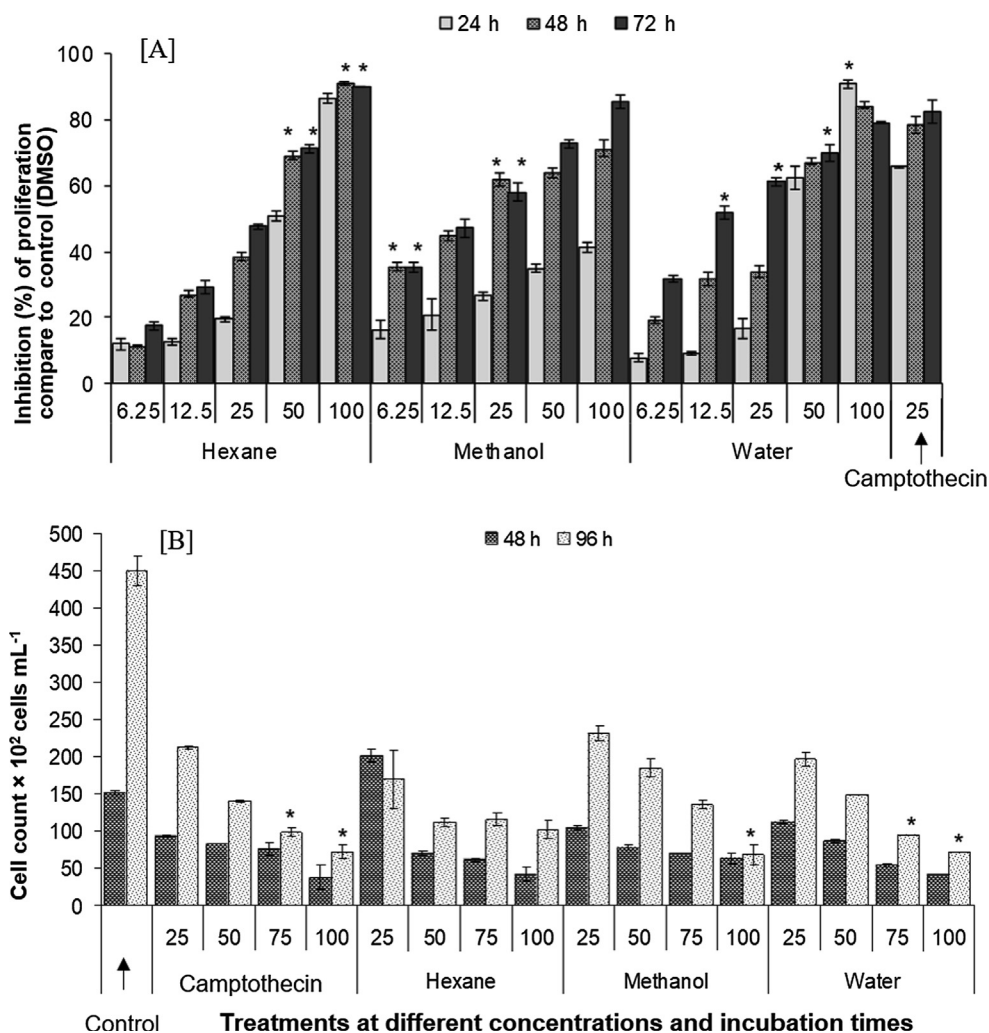 24 h 48 h 72 h
[A]
100
80
60
40
20
0
Inhibition (%) of proliferation
compare to control (DMSO)
* * * * * * * * * * * *
6.25 12.5 25 50 100 6.25 12.5 25 50 100 6.25 12.5 25 50 100 25
Hexane Methanol Water
Camptothecin
[B]
48 h 96 h
500
450
400
350
300
250
200
150
100
50
0
Cell count × 10² cells mL⁻¹
* * * * *
25 50 75 100 25 50 75 100 25 50 75 100 25 50 75 100
Camptothecin Hexane Methanol Water
Control Treatments at different concentrations and incubation times